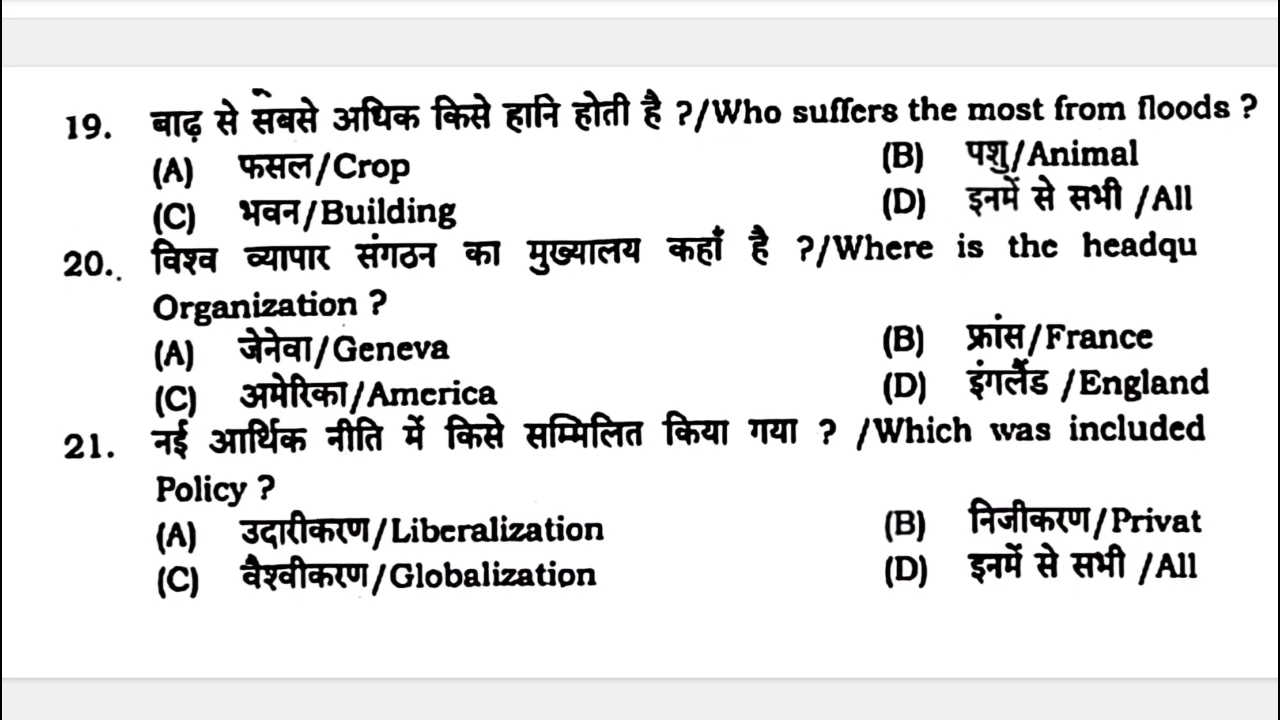 19. बाढ़ से सबसे अधिक किसे हानि होती है ?/Who suffers the most from floods ?
(A) फसल/Crop (B) पशु/Animal
(C) भवन/Building (D) इनमें से सभी /All
20. विश्व व्यापार संगठन का मुख्यालय कहाँ है ?/Where is the headqu
Organization ?
(A) जेनेवा/Geneva (B) फ्रांस/France
(C) अमेरिका/America (D) इंगलैंड /England
21. नई आर्थिक नीति में किसे सम्मिलित किया गया ? /Which was included
Policy ?
(A) उदारीकरण/Liberalization (B) निजीकरण/Privat
(C) वैश्वीकरण/Globalization (D) इनमें से सभी /All